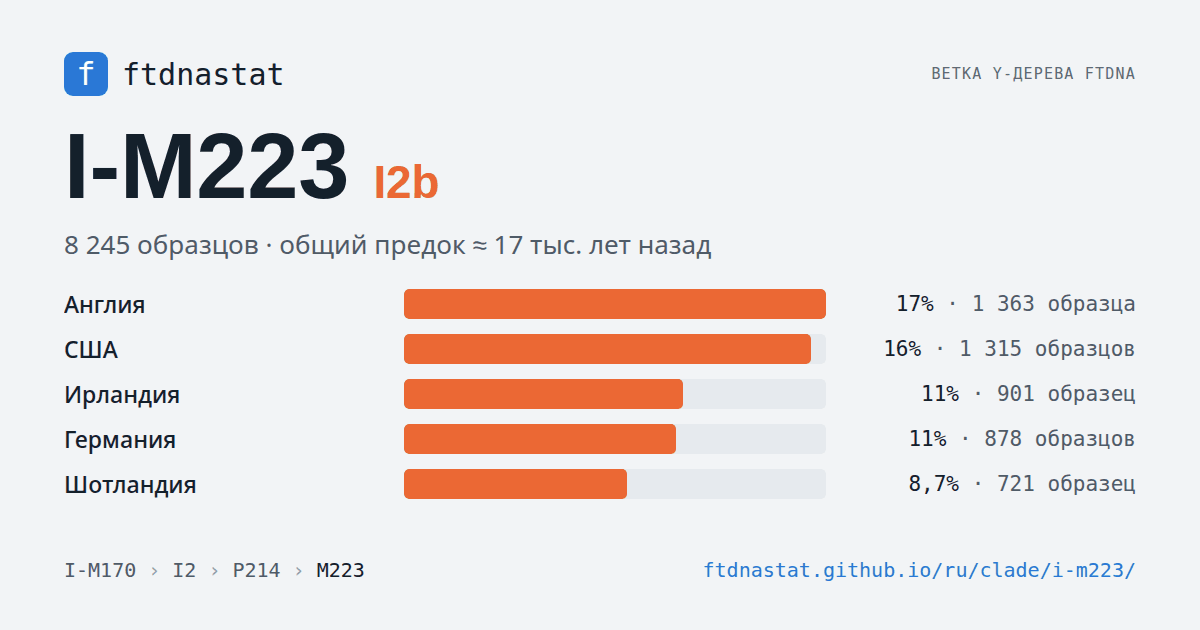 f ftdnastat
ВЕТКА Y-ДЕРЕВА FTDNA
I-M223 I2b
8 245 образцов · общий предок ≈ 17 тыс. лет назад
Англия 17% · 1 363 образца
США 16% · 1 315 образцов
Ирландия 11% · 901 образец
Германия 11% · 878 образцов
Шотландия 8,7% · 721 образец
I-M170 › I2 › P214 › M223
ftdnastat.github.io/ru/clade/i-m223/